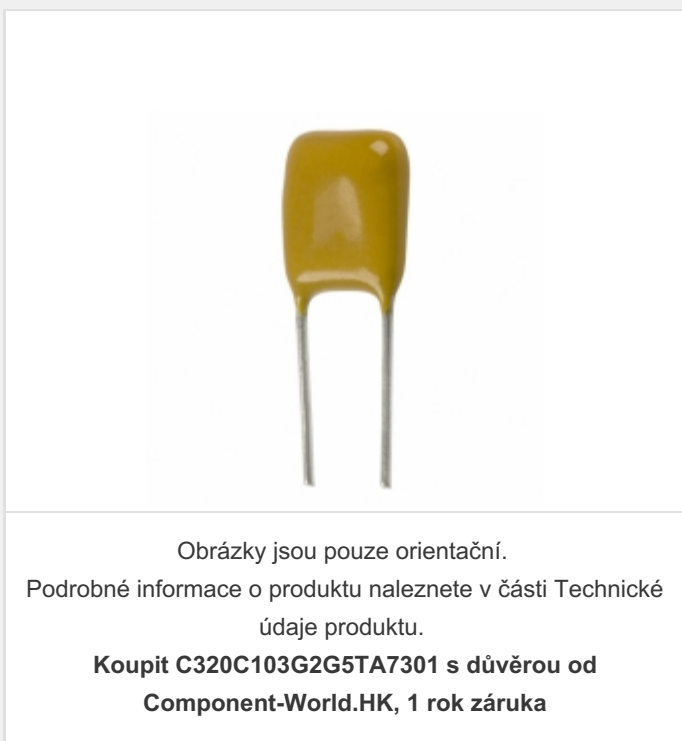 Obrázky jsou pouze orientační.
Podrobné informace o produktu naleznete v části Technické
údaje produktu.
Koupit C320C103G2G5TA7301 s důvěrou od
Component-World.HK, 1 rok záruka